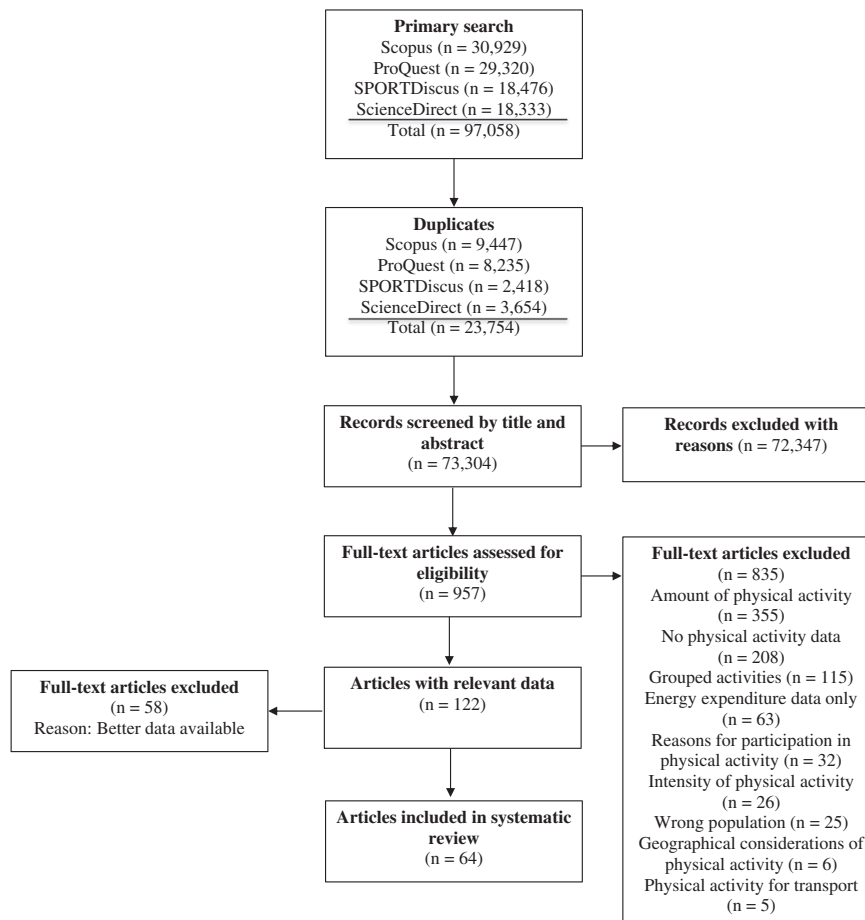 Primary search
Scopus (n = 30,929)
ProQuest (n = 29,320)
SPORTDiscus (n = 18,476)
ScienceDirect (n = 18,333)
Total (n = 97,058)
Duplicates
Scopus (n = 9,447)
ProQuest (n = 8,235)
SPORTDiscus (n = 2,418)
ScienceDirect (n = 3,654)
Total (n = 23,754)
Records screened by title and
abstract
(n = 73,304)
Records excluded with
reasons (n = 72,347)
Full-text articles assessed for
eligibility
(n = 957)
Full-text articles excluded
(n = 835)
Amount of physical activity
(n = 355)
No physical activity data
(n = 208)
Grouped activities (n = 115)
Energy expenditure data only
(n = 63)
Reasons for participation in
physical activity (n = 32)
Intensity of physical activity
(n = 26)
Wrong population (n = 25)
Geographical considerations of
physical activity (n = 6)
Physical activity for transport
(n = 5)
Articles with relevant data
(n = 122)
Full-text articles excluded
(n = 58)
Reason: Better data available
Articles included in systematic
review
(n = 64)